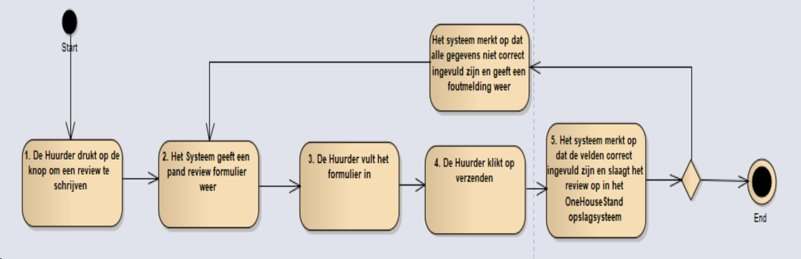 Start
Het systeem merkt op dat
alle gegevens niet correct
ingevuld zijn en geeft een
foutmelding weer
1. De Huurder drukt op de
knop om een review te
schrijven
2. Het Systeem geeft een
pand review formulier
weer
3. De Huurder vult het
formulier in
4. De Huurder klikt op
verzenden
5. Het systeem merkt op
dat de velden correct
ingevuld zijn en slaagt het
review op in het
OneHouseStand
opslagsysteem
End